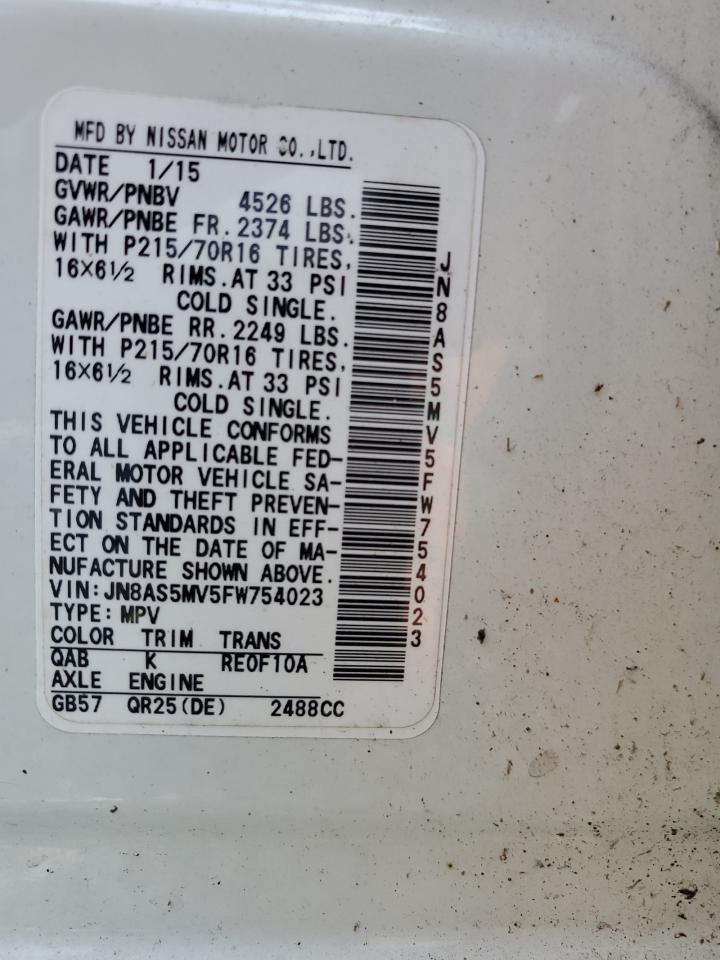 MFD BY NISSAN MOTOR CO.,LTD.
DATE 1/15
GVWR/PNBV 4526 LBS.
GAWR/PNBE FR. 2374 LBS.
WITH P215/70R16 TIRES,
16X6½ RIMS.AT 33 PSI
COLD SINGLE.
GAWR/PNBE RR. 2249 LBS.
WITH P215/70R16 TIRES,
16X6½ RIMS.AT 33 PSI
COLD SINGLE.
THIS VEHICLE CONFORMS
TO ALL APPLICABLE FED-
ERAL MOTOR VEHICLE SA-
FETY AND THEFT PREVEN-
TION STANDARDS IN EFF-
ECT ON THE DATE OF MA-
NUFACTURE SHOWN ABOVE.
VIN:JN8AS5MV5FW754023
TYPE:MPV
COLOR TRIM TRANS
QAB K RE0F10A
AXLE ENGINE
GB57 QR25(DE) 2488CC
JN8AS5MV5FW754023